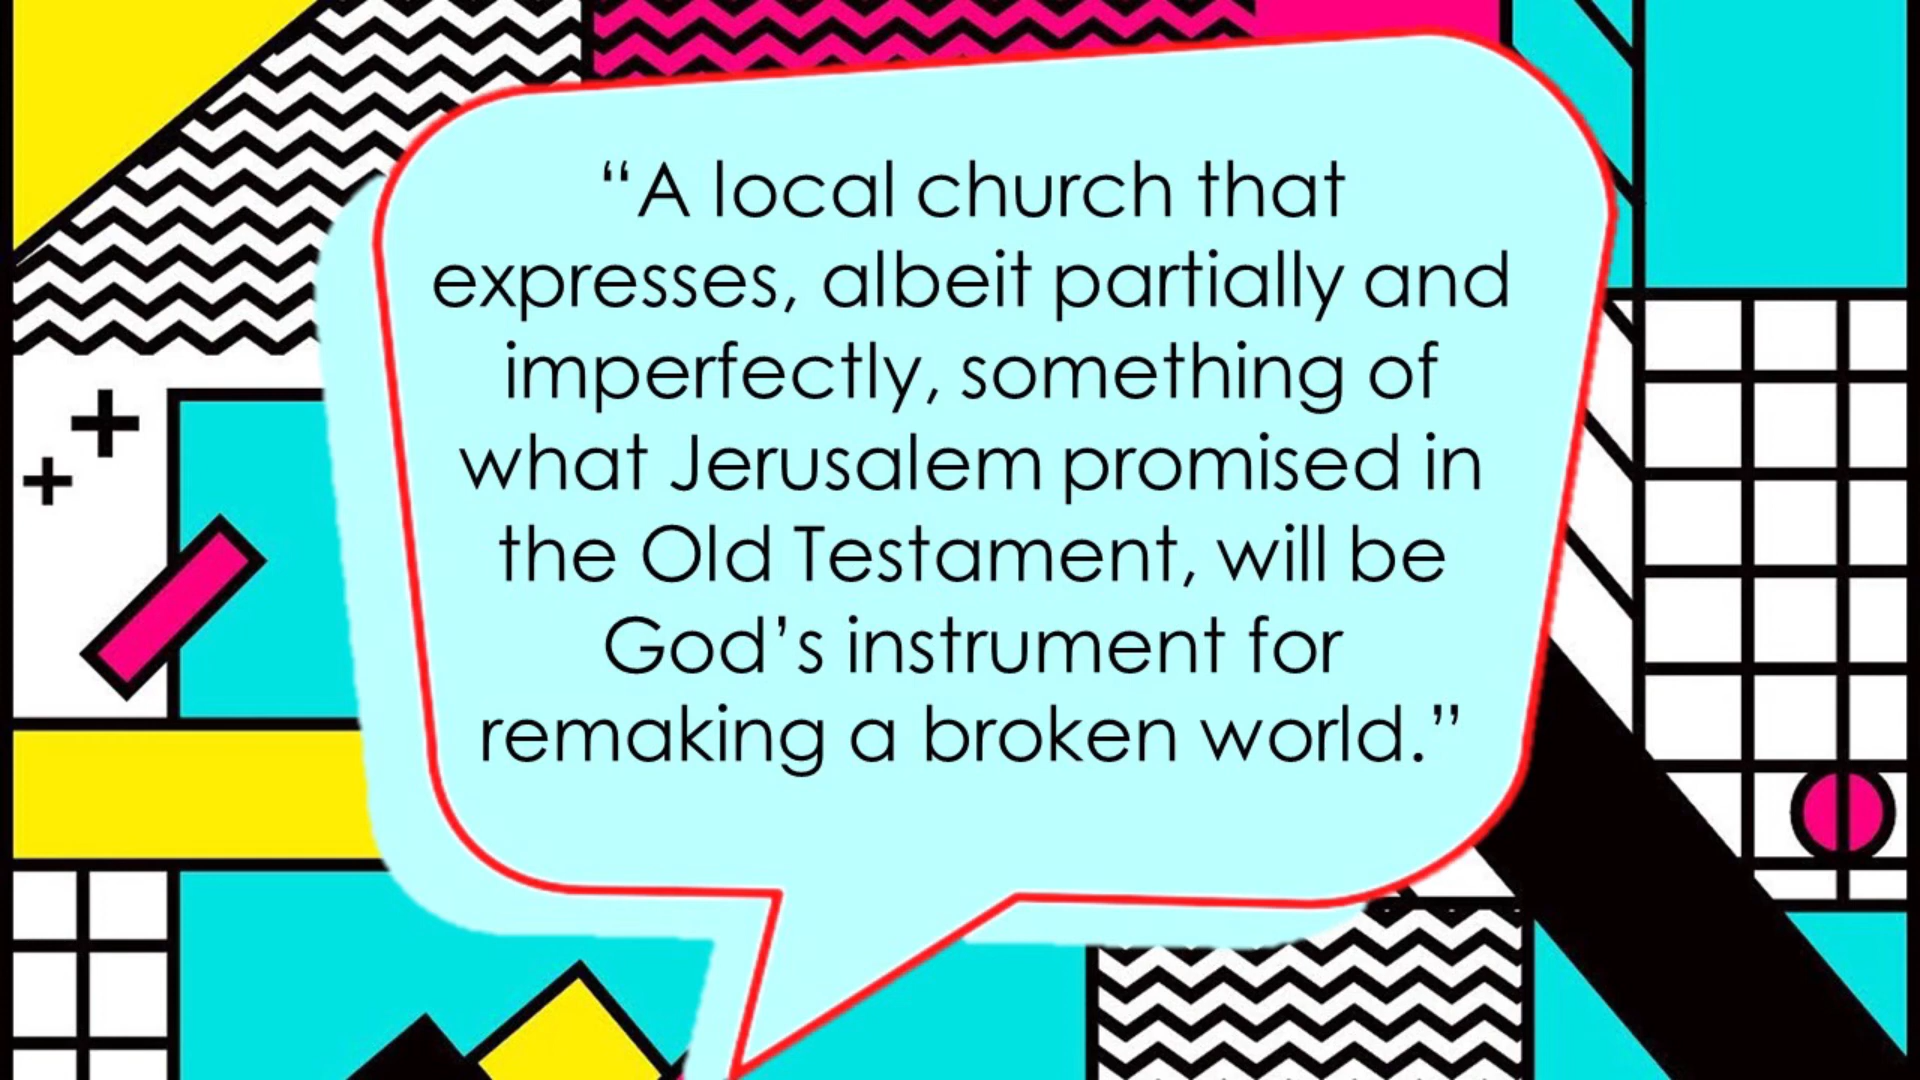 “A local church that
expresses, albeit partially and
imperfectly, something of
what Jerusalem promised in
the Old Testament, will be
God’s instrument for
remaking a broken world.”